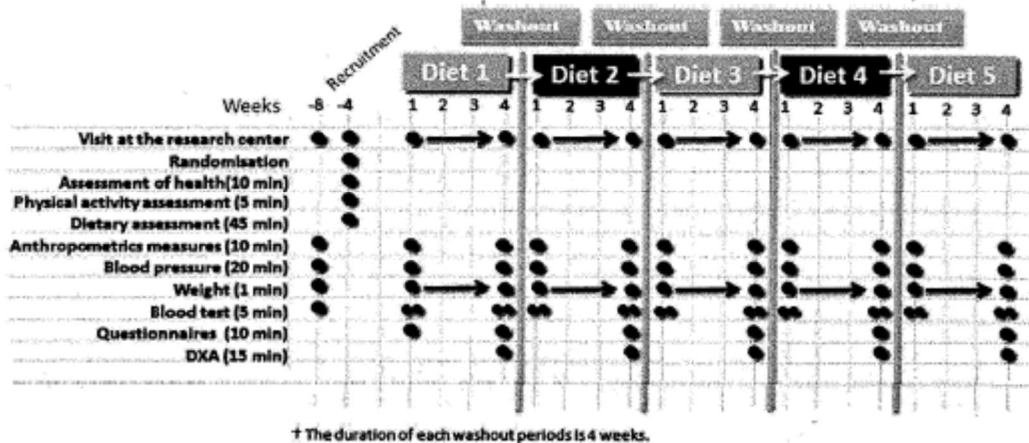 Washout Washout Washout Washout
Recruitment
Diet 1 Diet 2 Diet 3 Diet 4 Diet 5
Weeks -8 -4 1 2 3 4 1 2 3 4 1 2 3 4 1 2 3 4 1 2 3 4
Visit at the research center
Randomisation
Assessment of health(10 min)
Physical activity assessment (5 min)
Dietary assessment (45 min)
Anthropometrics measures (10 min)
Blood pressure (20 min)
Weight (1 min)
Blood test (5 min)
Questionnaires (10 min)
DXA (15 min)
† The duration of each washout periods is 4 weeks.